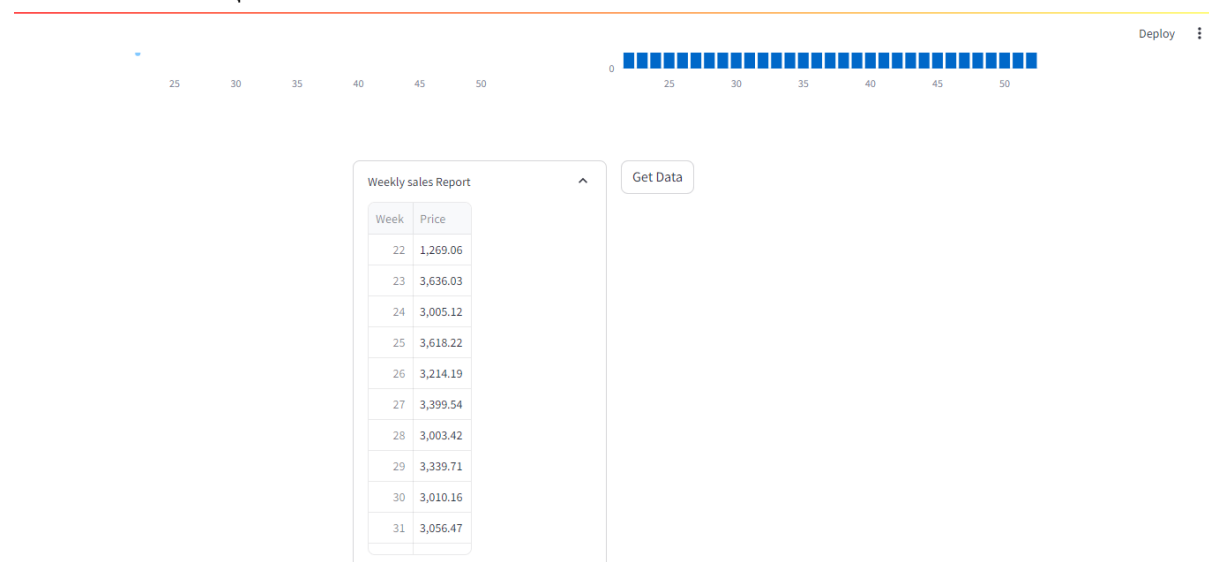 Deploy
0
25 30 35 40 45 50
25 30 35 40 45 50
Weekly sales Report
Get Data
Week Price
22 1,269.06
23 3,636.03
24 3,005.12
25 3,618.22
26 3,214.19
27 3,399.54
28 3,003.42
29 3,339.71
30 3,010.16
31 3,056.47